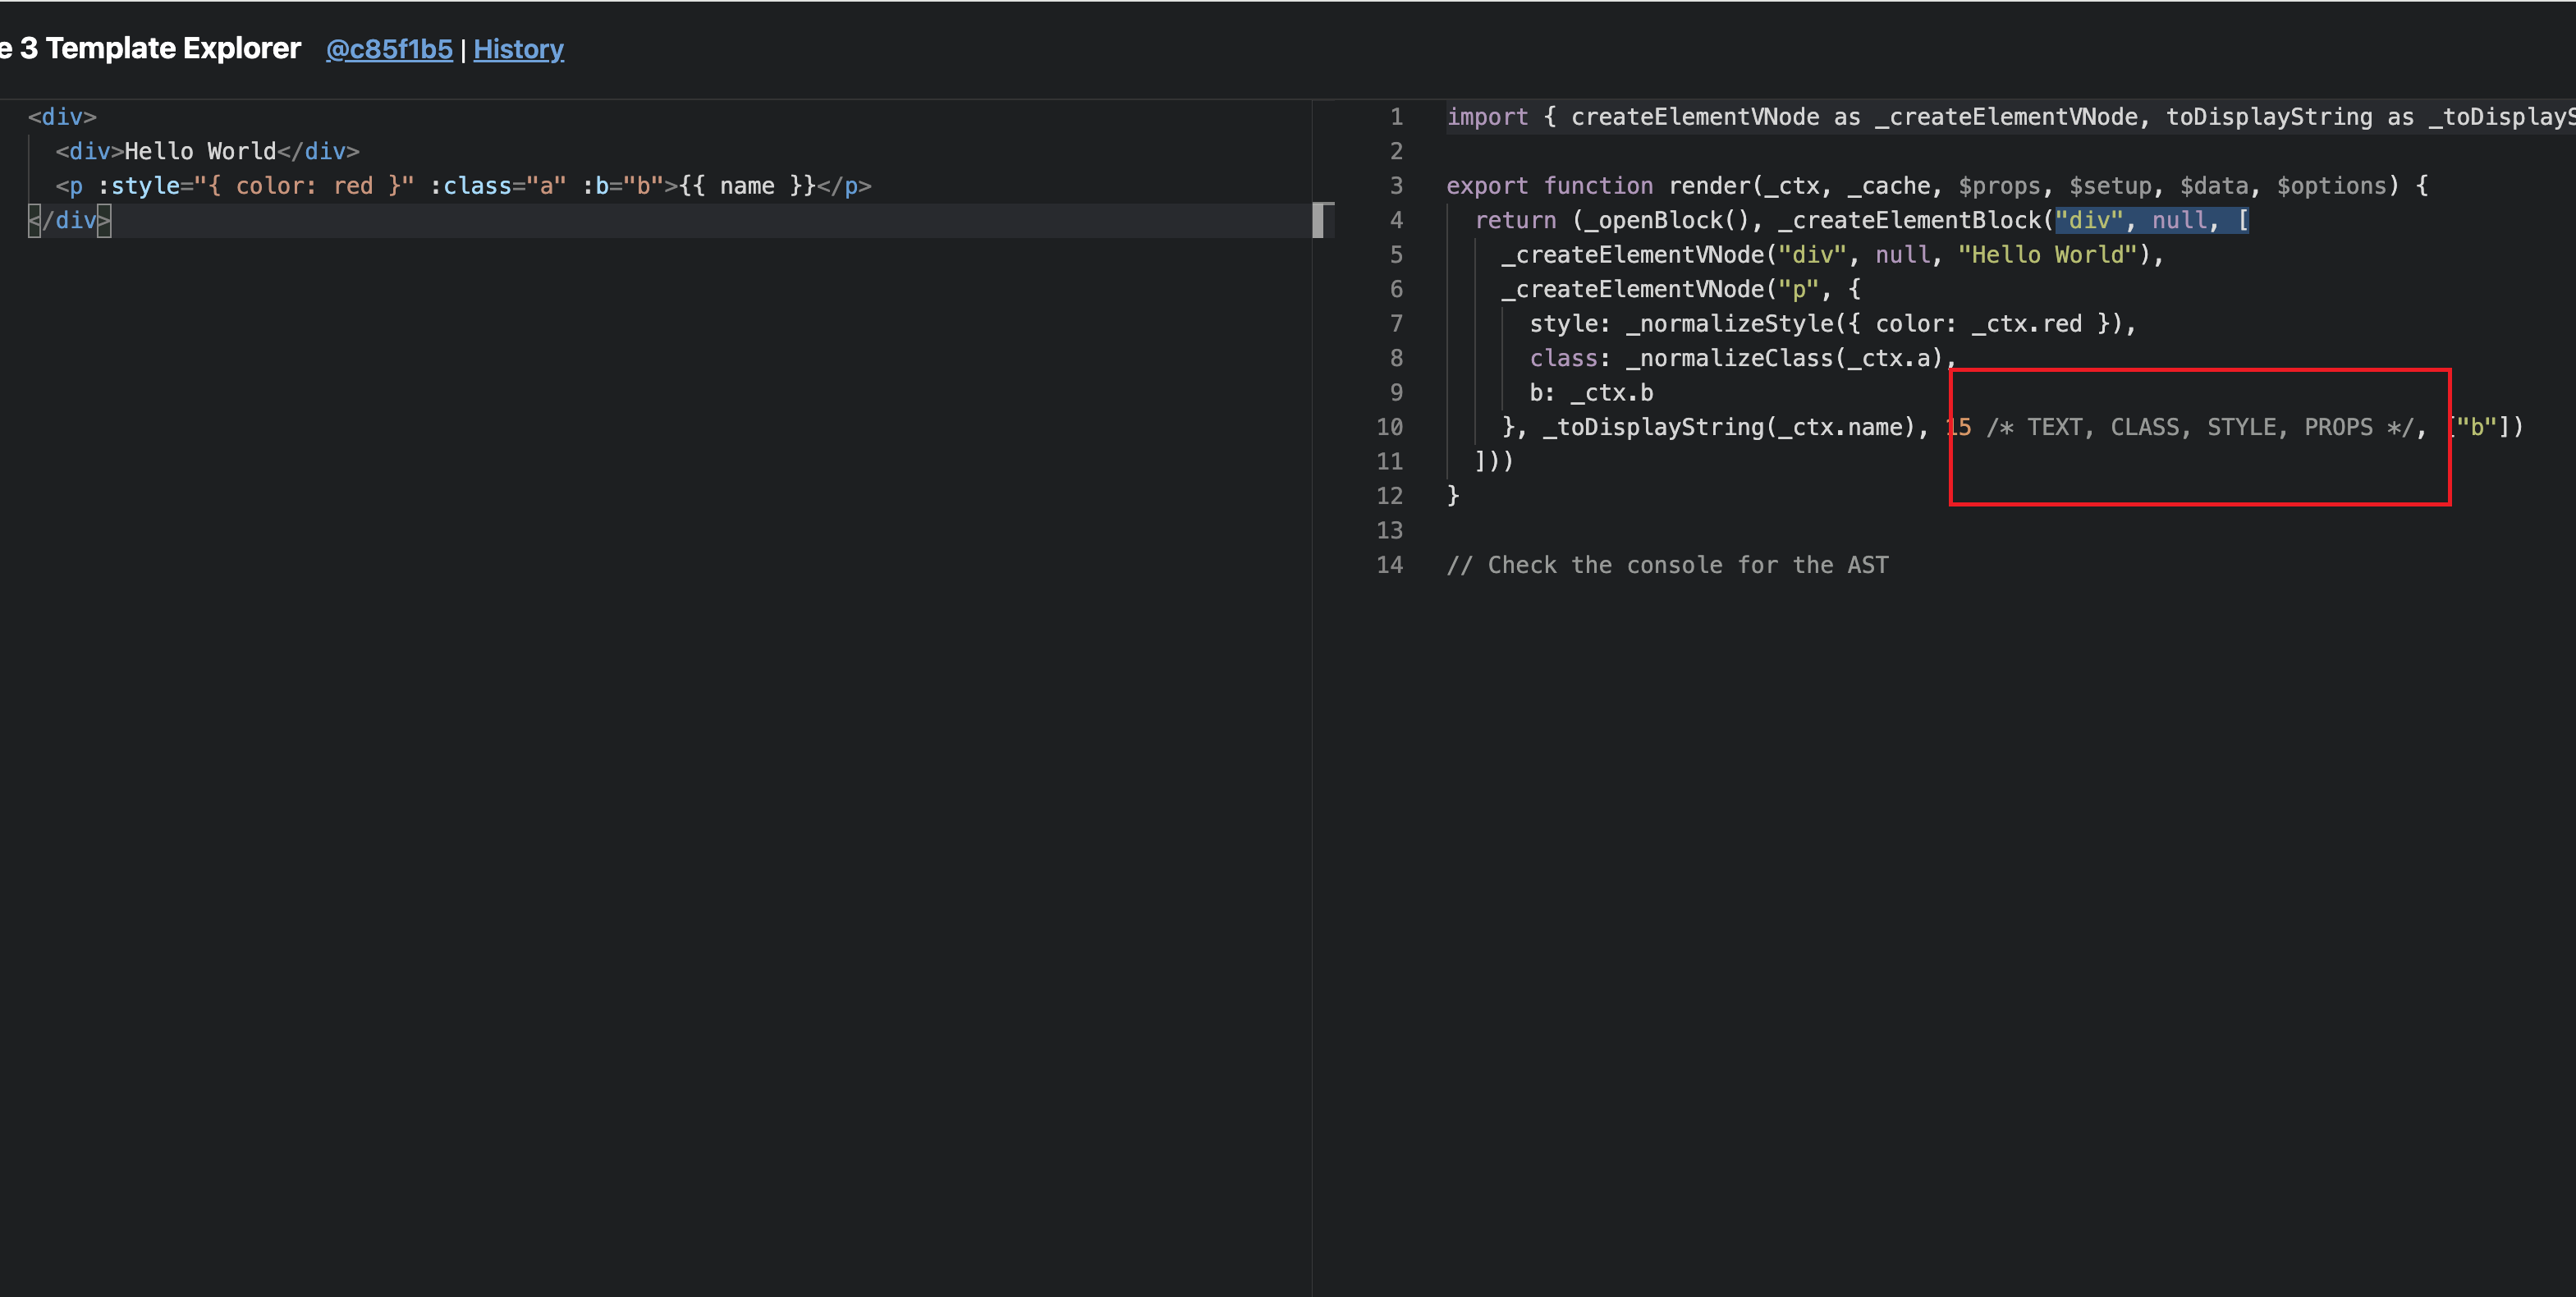 e 3 Template Explorer @c85f1b5 | History
<div>
<div>Hello World</div>
<p :style="{ color: red }" :class="a" :b="b">{{ name }}</p>
</div>
1 import { createElementVNode as _createElementVNode, toDisplayString as _toDisplayS
2
3 export function render(_ctx, _cache, $props, $setup, $data, $options) {
4 return (_openBlock(), _createElementBlock("div", null, [
5 _createElementVNode("div", null, "Hello World"),
6 _createElementVNode("p", {
7 style: _normalizeStyle({ color: _ctx.red }),
8 class: _normalizeClass(_ctx.a),
9 b: _ctx.b
10 }, _toDisplayString(_ctx.name), 15 /* TEXT, CLASS, STYLE, PROPS */, ["b"])
11 ]))
12 }
13
14 // Check the console for the AST